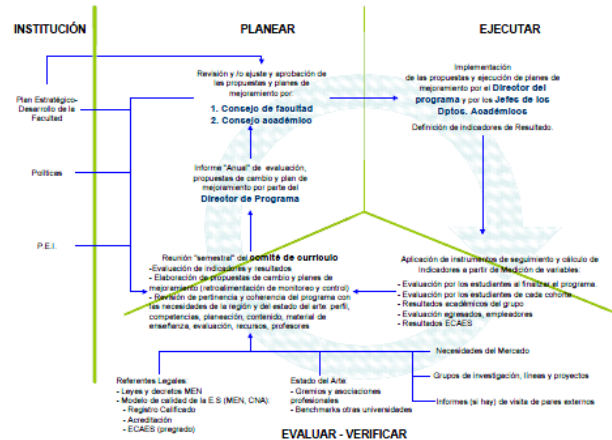 INSTITUCIÓN
PLANEAR
EJECUTAR
Plan Estratégico-
Desarrollo de la
Facultad
Políticas
P.E.I.
Revisión y /o ajuste y aprobación de
las propuestas y planes de
mejoramiento por:
1. Consejo de facultad
2. Consejo académico
Informe "Anual" de evaluación,
propuestas de cambio y plan de
mejoramiento por parte del
Director de Programa
Reunión "semestral" del comité de currículo
-Evaluación de indicadores y resultados
- Elaboración de propuestas de cambio y planes de
mejoramiento (retroalimentación de monitoreo y control)
- Revisión de pertinencia y coherencia del programa con
las necesidades de la región y del estado del arte: perfil,
competencias, planeación, contenido, material de
enseñanza, evaluación, recursos, profesores
Implementación
de las propuestas y ejecución de planes de
mejoramiento por el Director del
programa y por los Jefes de los
Dptos. Académicos
Definición de indicadores de Resultado.
Aplicación de instrumentos de seguimiento y cálculo de
Indicadores a partir de Medición de variables:
- Evaluación por los estudiantes al finalizar el programa.
- Evaluación por los estudiantes de cada cohorte
- Resultados académicos del grupo
- Evaluación egresados, empleadores
- Resultados ECAES
Referentes Legales:
- Leyes y decretos MEN
- Modelo de calidad de la E.S (MEN, CNA):
- Registro Calificado
- Acreditación
- ECAES (pregrado)
Estado del Arte:
- Gremios y asociaciones
profesionales
- Benchmarks otras universidades
Necesidades del Mercado
Grupos de investigación, líneas y proyectos
Informes (si hay) de visita de pares externos
EVALUAR - VERIFICAR